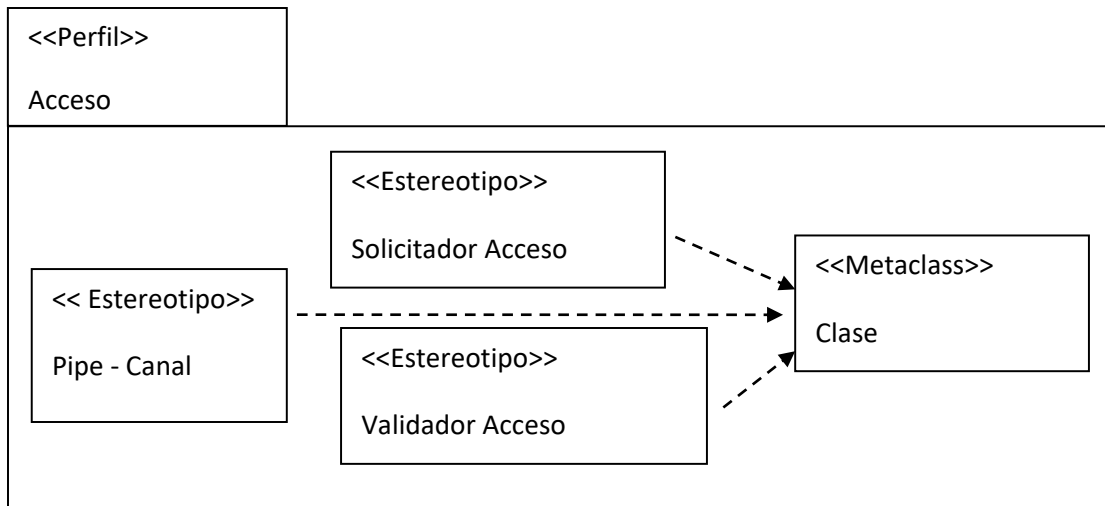 <<Perfil>>
Acceso
<<Estereotipo>>
Solicitador Acceso
<< Estereotipo>>
Pipe - Canal
<<Estereotipo>>
Validador Acceso
<<Metaclass>>
Clase